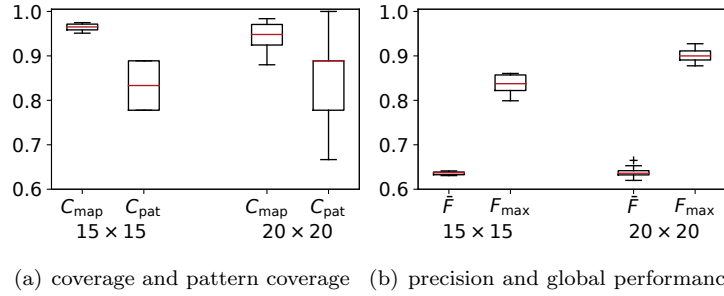 1.0 1.0
0.9 0.9
0.8 0.8
0.7 0.7
0.6 0.6
C_map C_pat C_map C_pat F̄ F_max F̄ F_max
15 × 15 20 × 20 15 × 15 20 × 20
(a) coverage and pattern coverage (b) precision and global performanc